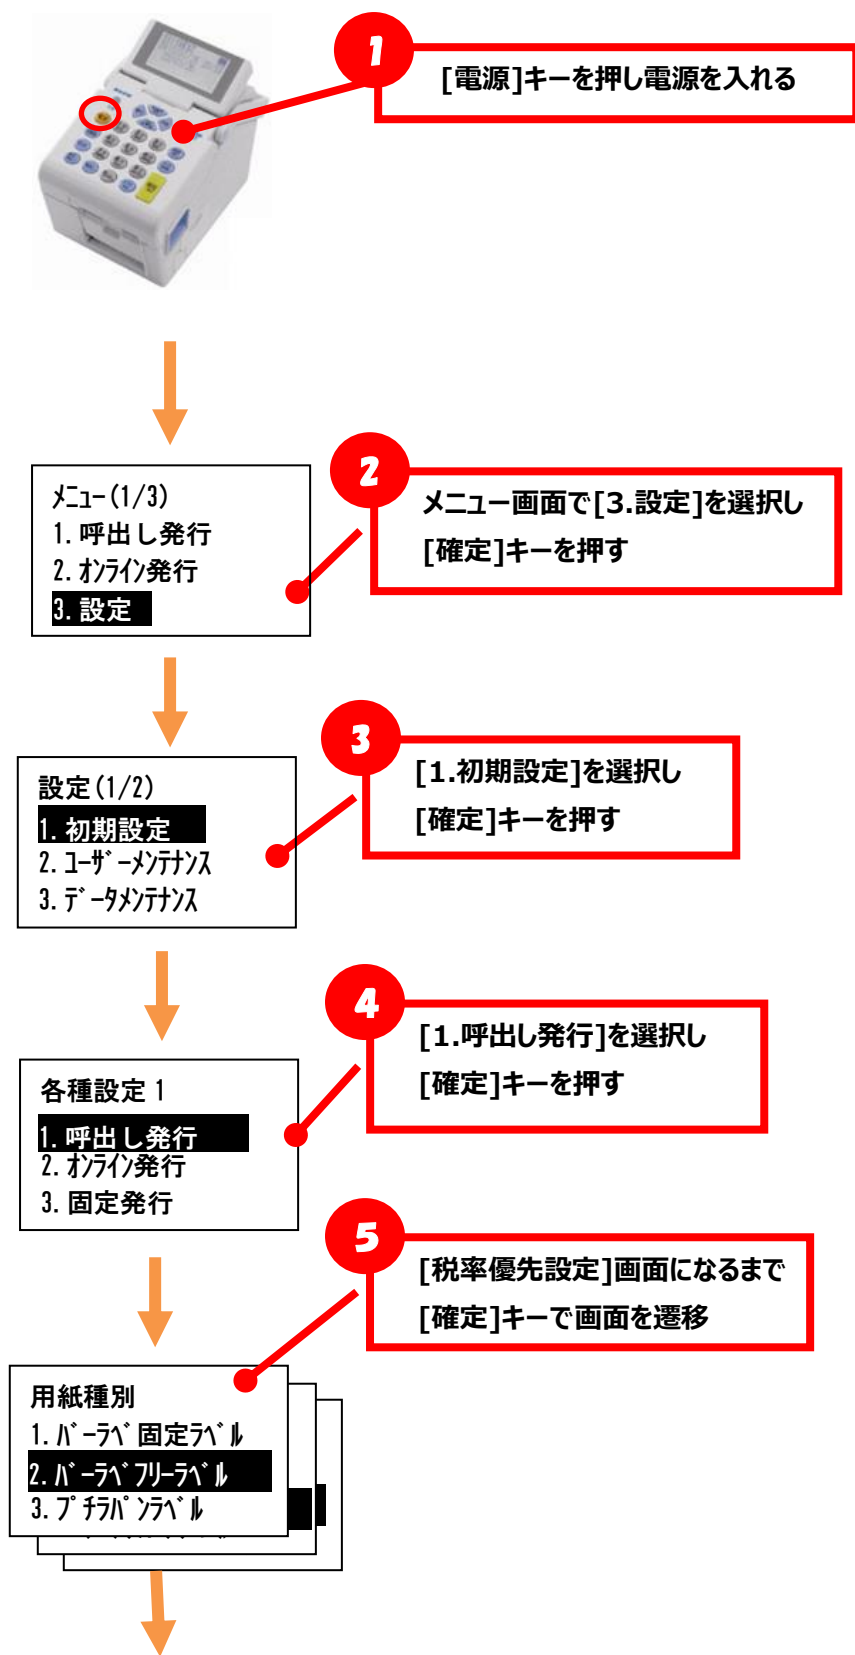 1
[電源]キーを押し電源を入れる
2
メニュー画面で[3.設定]を選択し
[確定]キーを押す
ﾒﾆｭｰ(1/3)
1.呼出し発行
2.ｵﾝﾗｲﾝ発行
3.設定
3
[1.初期設定]を選択し
[確定]キーを押す
設定(1/2)
1.初期設定
2.ﾕｰｻﾞｰﾒﾝﾃﾅﾝｽ
3.ﾃﾞｰﾀﾒﾝﾃﾅﾝｽ
4
[1.呼出し発行]を選択し
[確定]キーを押す
各種設定1
1.呼出し発行
2.ｵﾝﾗｲﾝ発行
3.固定発行
5
[税率優先設定]画面になるまで
[確定]キーで画面を遷移
用紙種別
1.ﾊﾞｰﾗﾍﾞ固定ﾗﾍﾞﾙ
2.ﾊﾞｰﾗﾍﾞﾌﾘｰﾗﾍﾞﾙ
3.ﾌﾟﾁﾗﾊﾟﾝﾗﾍﾞﾙ